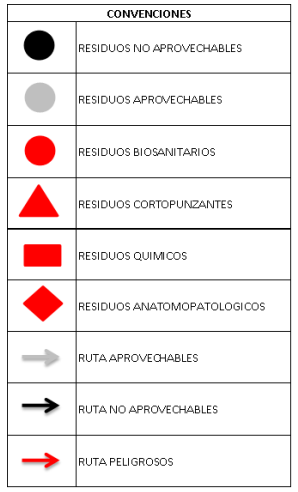 CONVENCIONES
RESIDUOS NO APROVECHABLES
RESIDUOS APROVECHABLES
RESIDUOS BIOSANITARIOS
RESIDUOS CORTOPUNZANTES
RESIDUOS QUIMICOS
RESIDUOS ANATOMOPATOLOGICOS
RUTA APROVECHABLES
RUTA NO APROVECHABLES
RUTA PELIGROSOS